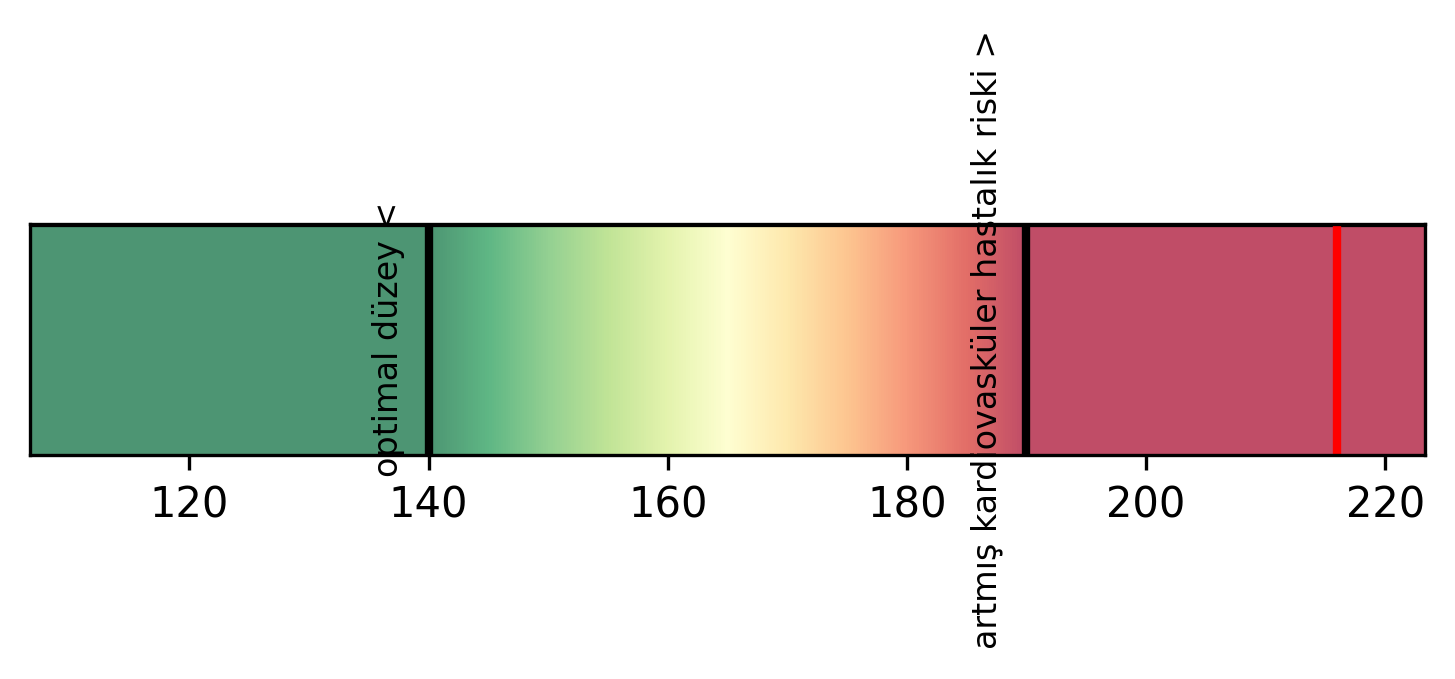 optimal düzey <
artmış kardiovasküler hastalık riski >
120 140 160 180 200 220